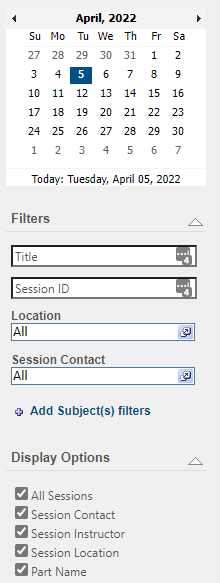 April, 2022
Su Mo Tu We Th Fr Sa
27 28 29 30 31 1 2
3 4 5 6 7 8 9
10 11 12 13 14 15 16
17 18 19 20 21 22 23
24 25 26 27 28 29 30
1 2 3 4 5 6 7
Today: Tuesday, April 05, 2022
Filters
Title 4
Session ID 4
Location
All
Session Contact
All
Add Subject(s) filters
Display Options
All Sessions
Session Contact
Session Instructor
Session Location
Part Name